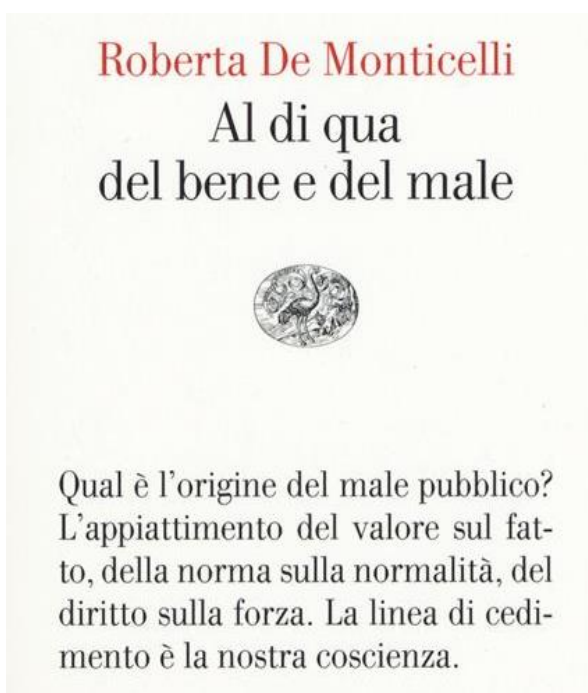 Roberta De Monticelli
Al di qua
del bene e del male
Qual è l'origine del male pubblico?
L'appiattimento del valore sul fat-
to, della norma sulla normalità, del
diritto sulla forza. La linea di cedi-
mento è la nostra coscienza.